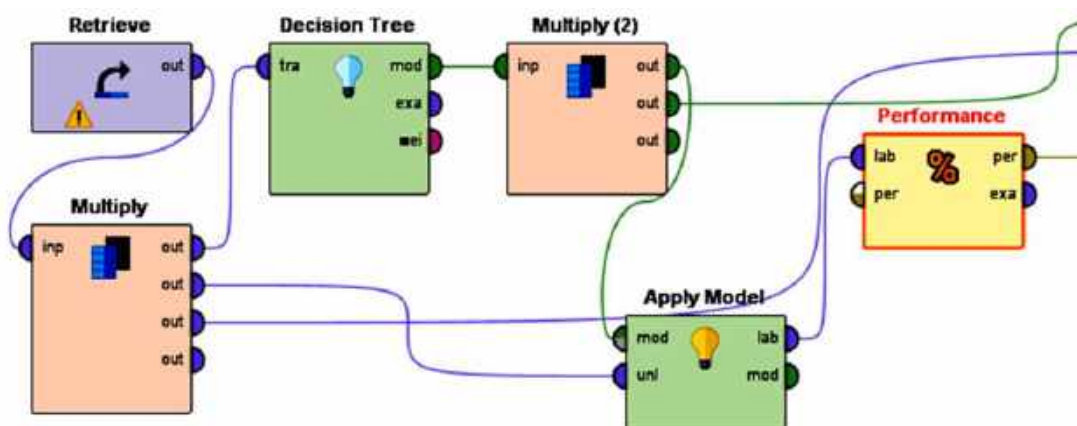 Retrieve
out
Decision Tree
tra
mod
exa
Multiply (2)
inp
out
out
out
Performance
lab
per
per
exa
Multiply
inp
out
out
out
out
Apply Model
mod
lab
unl
mod